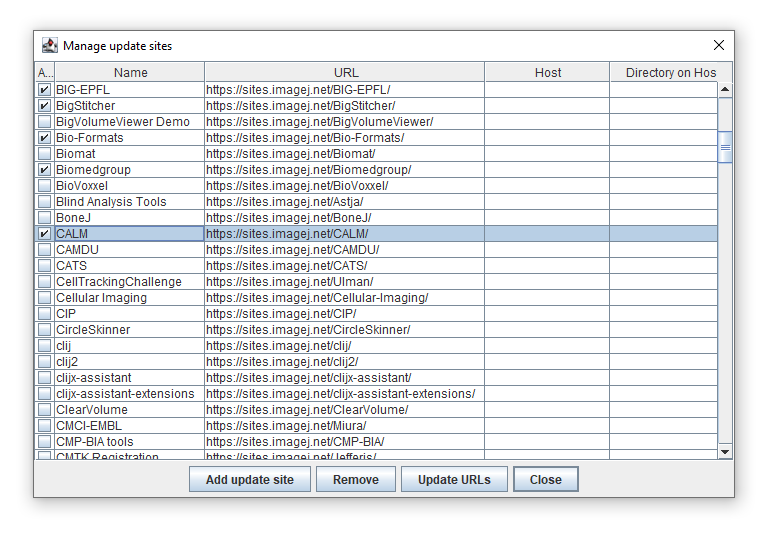 Manage update sites
A... Name URL Host Directory on Hos
BIG-EPFL https://sites.imagej.net/BIG-EPFL/
BigStitcher https://sites.imagej.net/BigStitcher/
BigVolumeViewer Demo https://sites.imagej.net/BigVolumeViewer/
Bio-Formats https://sites.imagej.net/Bio-Formats/
Biomat https://sites.imagej.net/Biomat/
Biomedgroup https://sites.imagej.net/Biomedgroup/
BioVoxxel https://sites.imagej.net/BioVoxxel/
Blind Analysis Tools https://sites.imagej.net/Astja/
BoneJ https://sites.imagej.net/BoneJ/
CALM https://sites.imagej.net/CALM/
CAMDU https://sites.imagej.net/CAMDU/
CATS https://sites.imagej.net/CATS/
CellTrackingChallenge https://sites.imagej.net/Ulman/
Cellular Imaging https://sites.imagej.net/Cellular-Imaging/
CIP https://sites.imagej.net/CIP/
CircleSkinner https://sites.imagej.net/CircleSkinner/
clij https://sites.imagej.net/clij/
clij2 https://sites.imagej.net/clij2/
clijx-assistant https://sites.imagej.net/clijx-assistant/
clijx-assistant-extensions https://sites.imagej.net/clijx-assistant-extensions/
ClearVolume https://sites.imagej.net/ClearVolume/
CMCI-EMBL https://sites.imagej.net/Miura/
CMP-BIA tools https://sites.imagej.net/CMP-BIA/
CMTK Registration https://sites.imagej.net/Jefferis/
Add update site Remove Update URLs Close